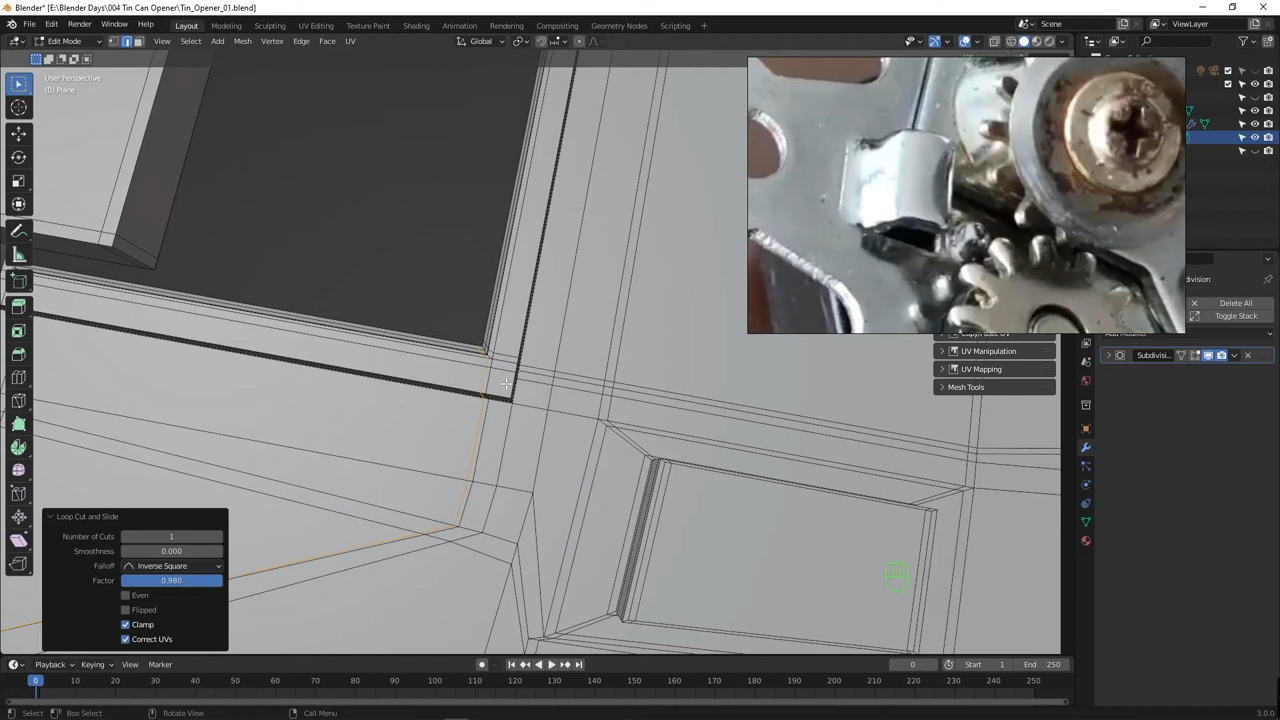 Blender* [E:\Blender Days\004 Tin Can Opener\Tin_Opener_01.blend]
File Edit Render Window Help Layout Modeling Sculpting UV Editing Texture Paint Shading Animation Rendering Compositing Geometry Nodes Scripting + Scene ViewLayer
Edit Mode View Select Add Mesh Vertex Edge Face UV Global
User Perspective
(0) Plane
Delete All
Toggle Stack
UV Manipulation
Subdivisi...
UV Mapping
Mesh Tools
Loop Cut and Slide
Number of Cuts 1
Smoothness 0.000
Falloff Inverse Square
Factor 0.980
Even
Flipped
Clamp
Correct UVs
Playback Keying View Marker 0 Start 1 End 250
0 10 20 30 40 50 60 70 80 90 100 110 120 130 140 150 160 170 180 190 200 210 220 230 240 250
Select Box Select Rotate View Call Menu 3.0.0